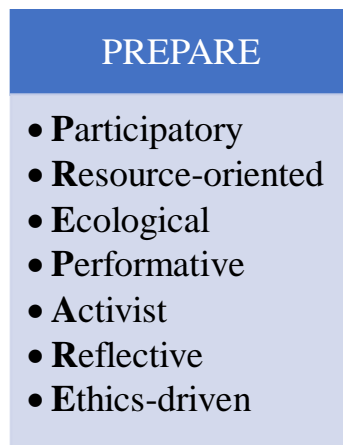 PREPARE
• Participatory
• Resource-oriented
• Ecological
• Performative
• Activist
• Reflective
• Ethics-driven